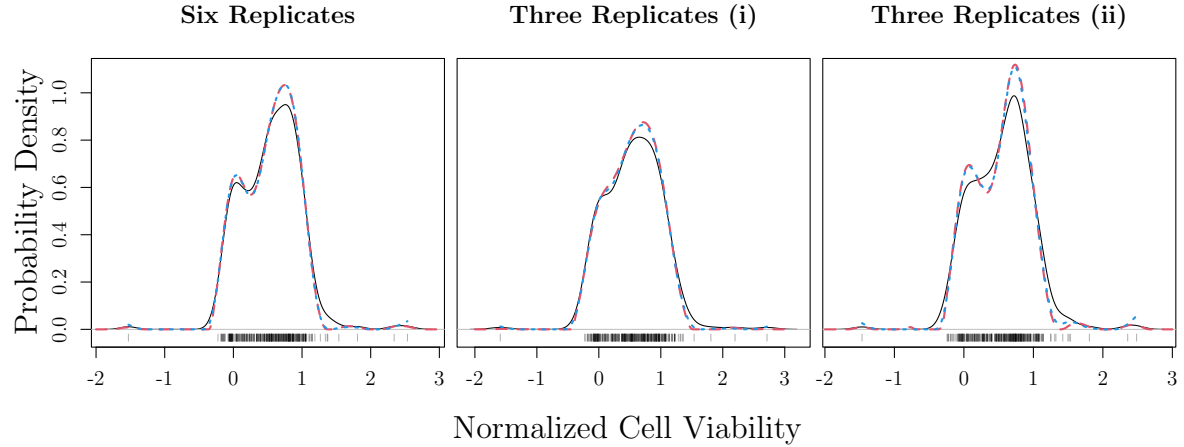 Six Replicates Three Replicates (i) Three Replicates (ii)
Probability Density
1.0
0.8
0.6
0.4
0.2
0.0
-2 -1 0 1 2 3 -2 -1 0 1 2 3 -2 -1 0 1 2 3
Normalized Cell Viability